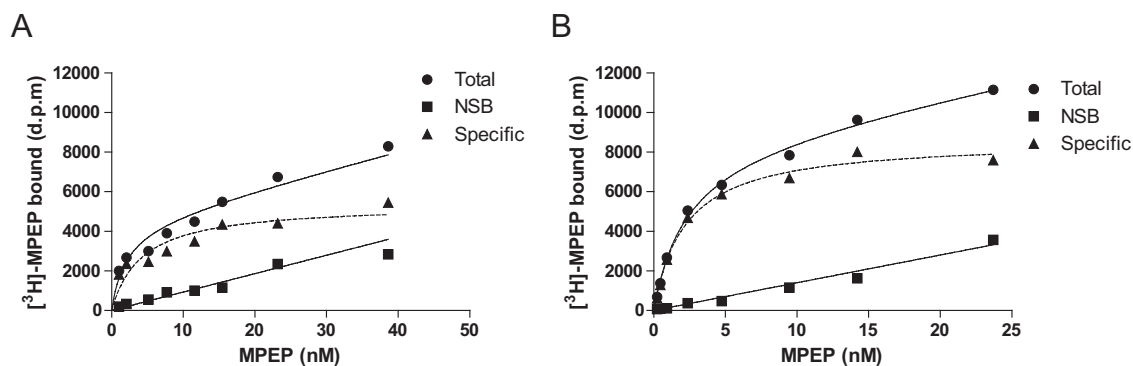 A
[³H]-MPEP bound (d.p.m)
12000
10000
8000
6000
4000
2000
0
0 10 20 30 40 50
MPEP (nM)
Total
NSB
Specific
B
[³H]-MPEP bound (d.p.m)
12000
10000
8000
6000
4000
2000
0
0 5 10 15 20 25
MPEP (nM)
Total
NSB
Specific